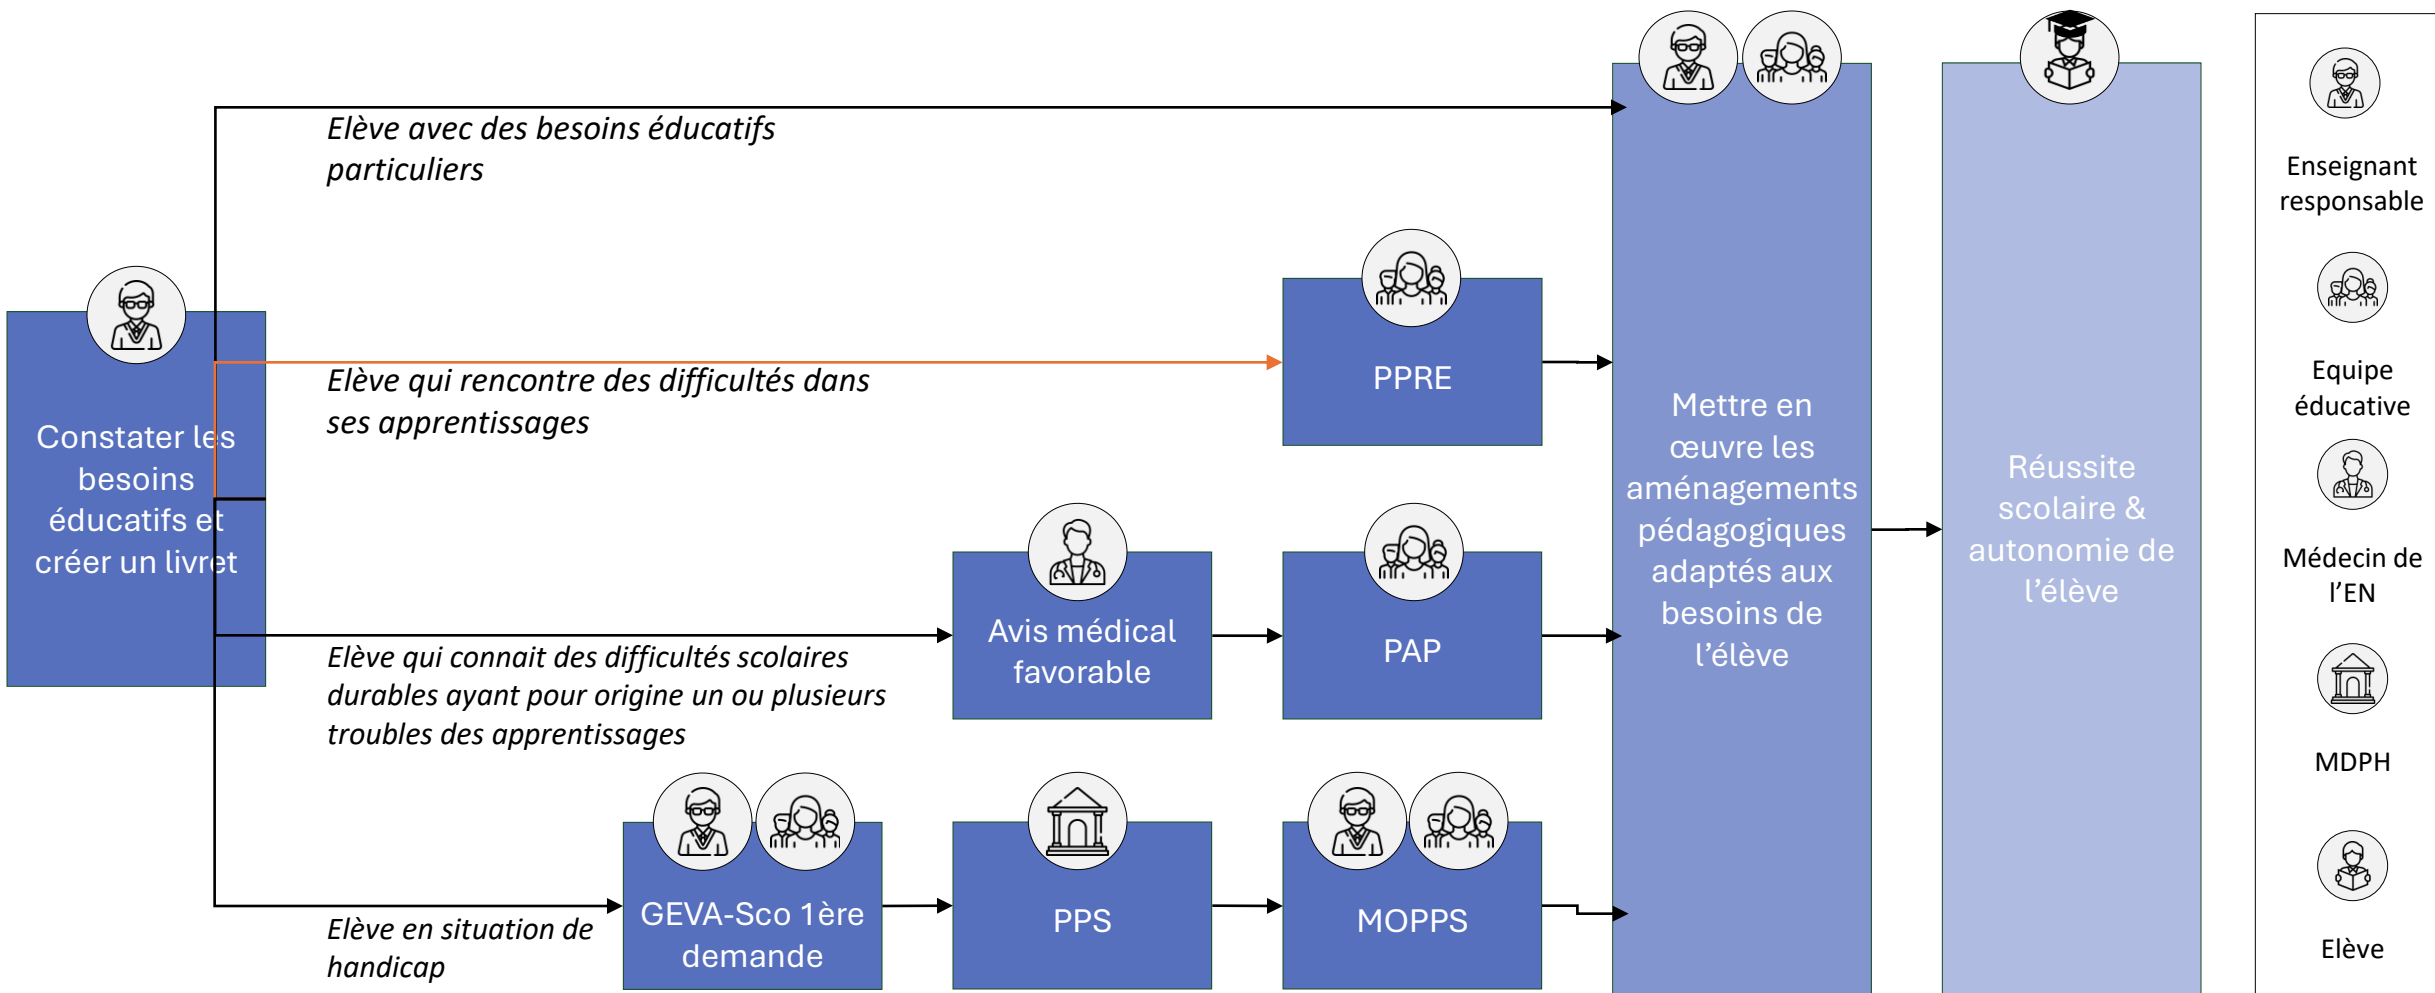 Elève avec des besoins éducatifs
particuliers
Constater les
besoins
éducatifs et
créer un livret
Elève qui rencontre des difficultés dans
ses apprentissages
PPRE
Elève qui connait des difficultés scolaires
durables ayant pour origine un ou plusieurs
troubles des apprentissages
Avis médical
favorable
PAP
Elève en situation de
handicap
GEVA-Sco 1ère
demande
PPS
MOPPS
Mettre en
œuvre les
aménagements
pédagogiques
adaptés aux
besoins de
l’élève
Réussite
scolaire &
autonomie de
l’élève
Enseignant
responsable
Equipe
éducative
Médecin de
l’EN
MDPH
Elève